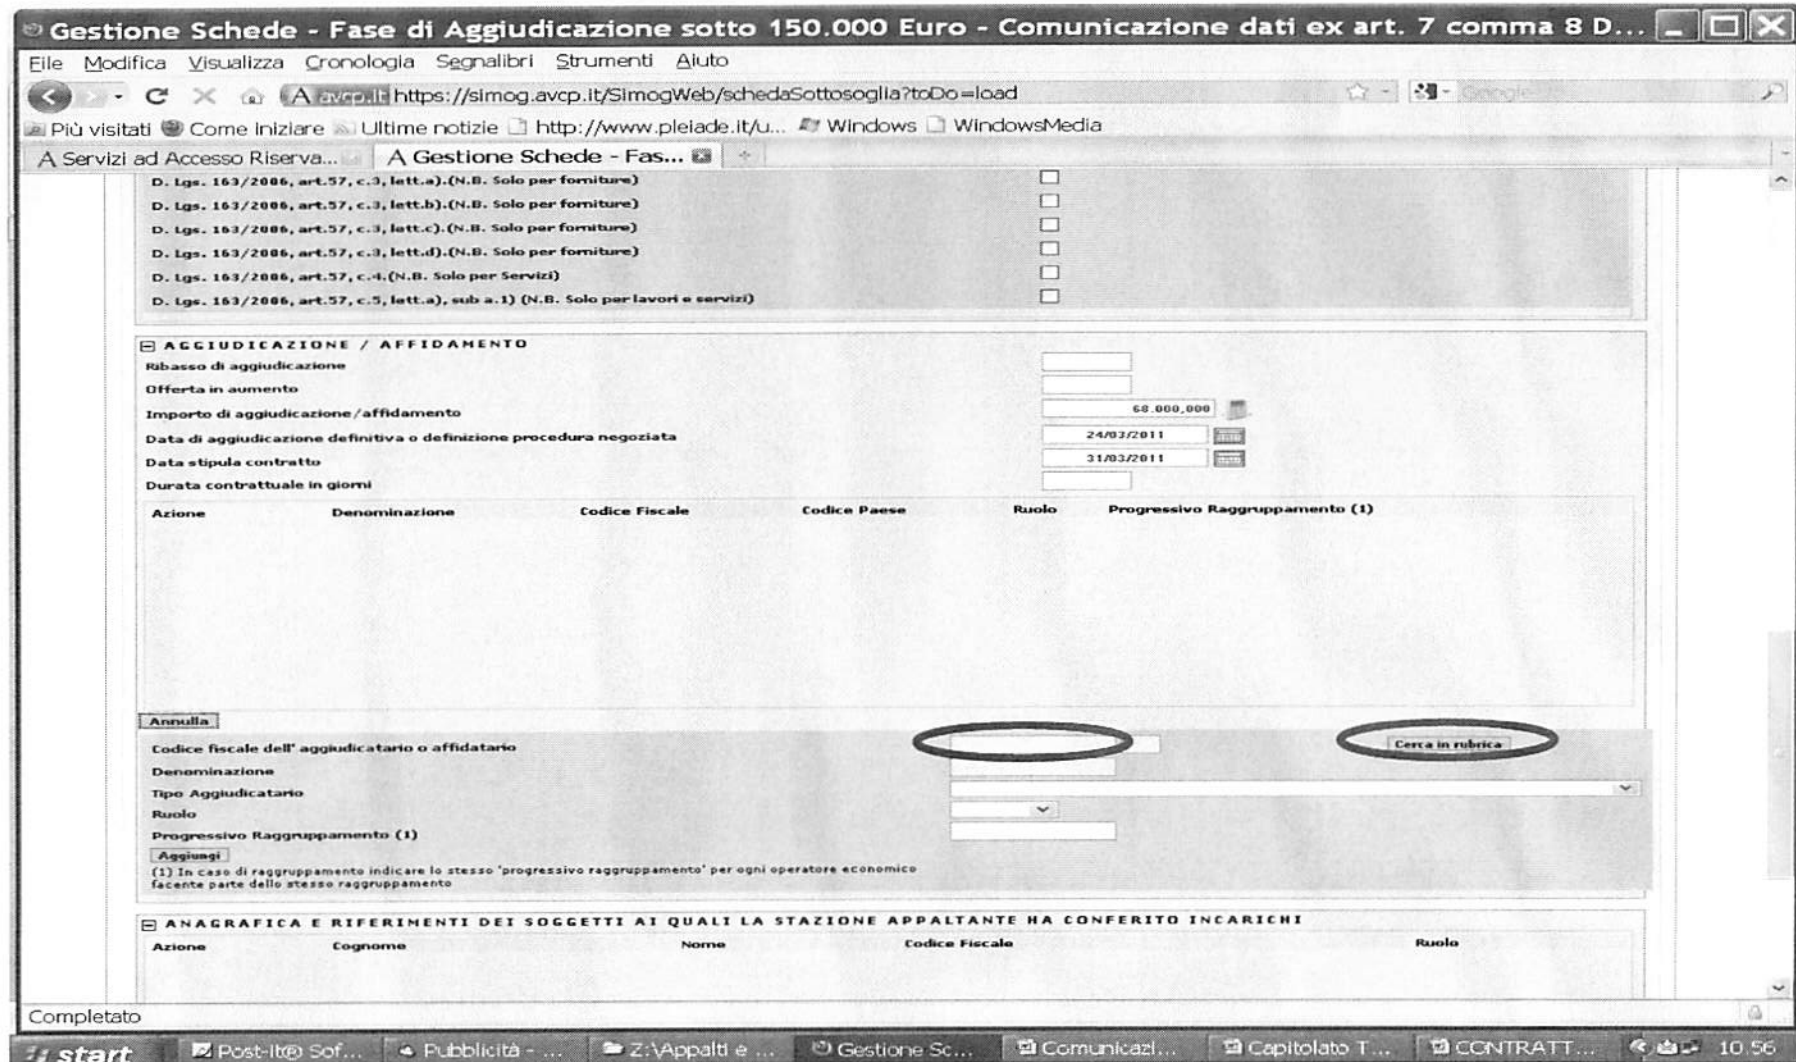 Gestione Schede - Fase di Aggiudicazione sotto 150.000 Euro - Comunicazione dati ex art. 7 comma 8 D...
File Modifica Visualizza Cronologia Segnalibri Strumenti Aiuto
avcp.it https://simog.avcp.it/SimogWeb/schedaSottosoglia?toDo=load Google
Più visitati Come iniziare Ultime notizie http://www.pleiade.it/u... Windows WindowsMedia
A Servizi ad Accesso Riserva... A Gestione Schede - Fas...
D. Lgs. 163/2006, art.57, c.3, lett.a).(N.B. Solo per forniture)
D. Lgs. 163/2006, art.57, c.3, lett.b).(N.B. Solo per forniture)
D. Lgs. 163/2006, art.57, c.3, lett.c).(N.B. Solo per forniture)
D. Lgs. 163/2006, art.57, c.3, lett.d).(N.B. Solo per forniture)
D. Lgs. 163/2006, art.57, c.4.(N.B. Solo per Servizi)
D. Lgs. 163/2006, art.57, c.5, lett.a), sub a.1) (N.B. Solo per lavori e servizi)
AGGIUDICAZIONE / AFFIDAMENTO
Ribasso di aggiudicazione
Offerta in aumento
Importo di aggiudicazione/affidamento 68.000,000
Data di aggiudicazione definitiva o definizione procedura negoziata 24/03/2011
Data stipula contratto 31/03/2011
Durata contrattuale in giorni
Azione Denominazione Codice Fiscale Codice Paese Ruolo Progressivo Raggruppamento (1)
Annulla
Codice fiscale dell' aggiudicatario o affidatario Cerca in rubrica
Denominazione
Tipo Aggiudicatario
Ruolo
Progressivo Raggruppamento (1)
Aggiungi
(1) In caso di raggruppamento indicare lo stesso 'progressivo raggruppamento' per ogni operatore economico
facente parte dello stesso raggruppamento
ANAGRAFICA E RIFERIMENTI DEI SOGGETTI AI QUALI LA STAZIONE APPALTANTE HA CONFERITO INCARICHI
Azione Cognome Nome Codice Fiscale Ruolo
Completato
start Post-It® Sof... Pubblicità - ... Z:\Appalti e ... Gestione Sc... Comunicazi... Capitolato T... CONTRATT... 10.56